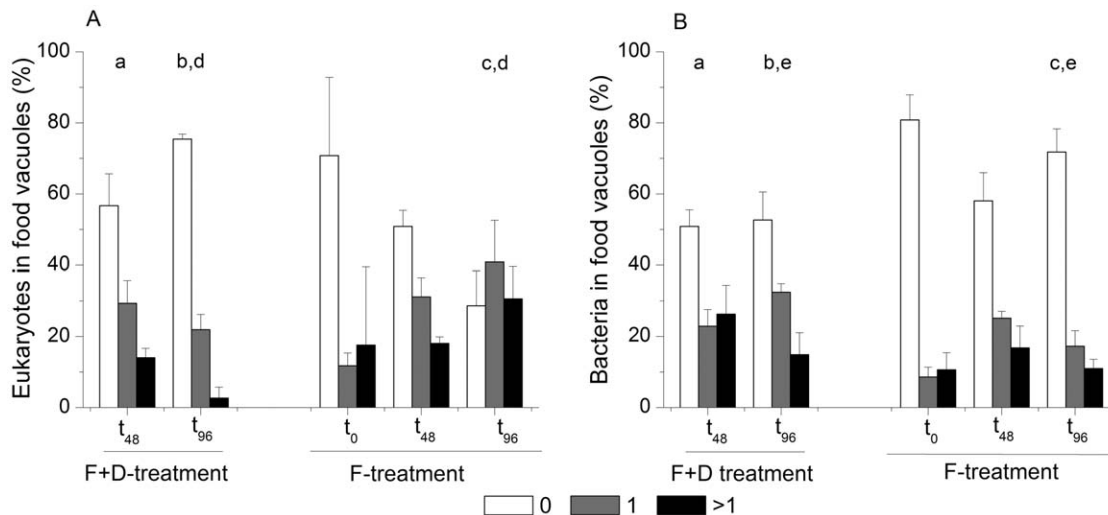 A
Eukaryotes in food vacuoles (%)
100
80
60
40
20
0
a
b,d
c,d
t48
t96
t0
t48
t96
F+D-treatment
F-treatment
B
Bacteria in food vacuoles (%)
100
80
60
40
20
0
a
b,e
c,e
t48
t96
t0
t48
t96
F+D treatment
F-treatment
0 1 >1